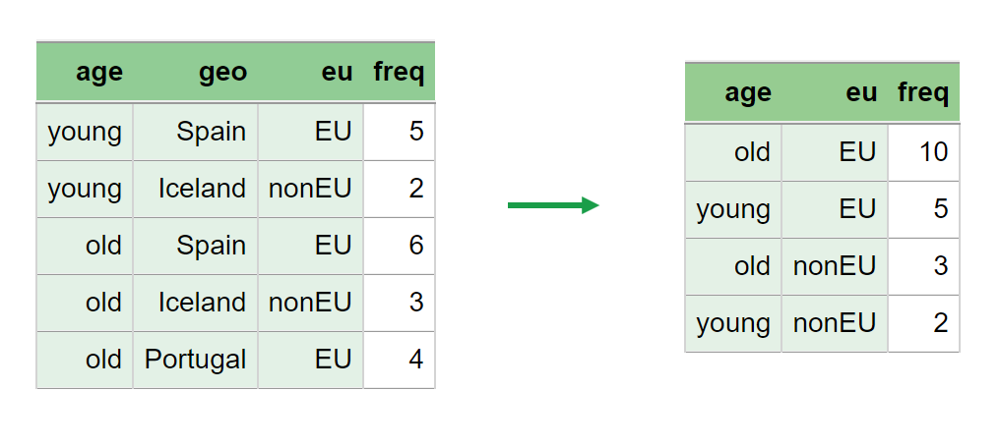 age geo eu freq
young Spain EU 5
young Iceland nonEU 2
old Spain EU 6
old Iceland nonEU 3
old Portugal EU 4
age eu freq
old EU 10
young EU 5
old nonEU 3
young nonEU 2